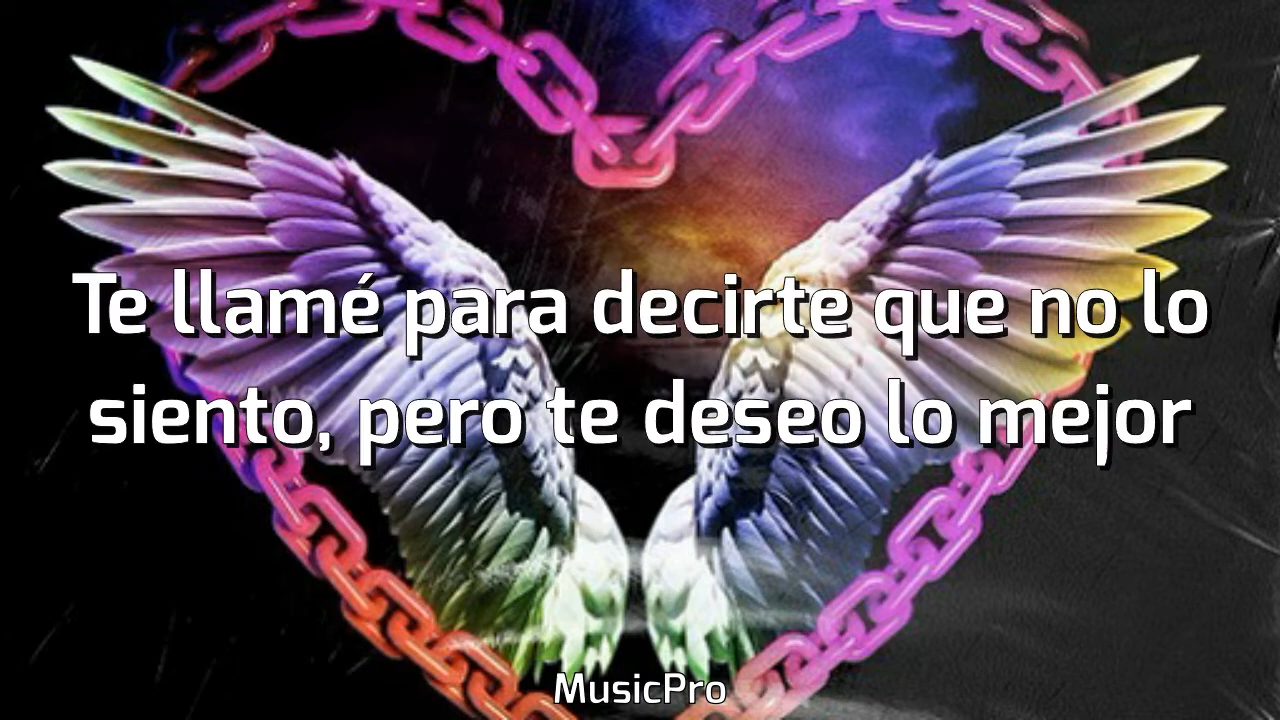 Te llamé para decirte que no lo
siento, pero te deseo lo mejor
MusicPro